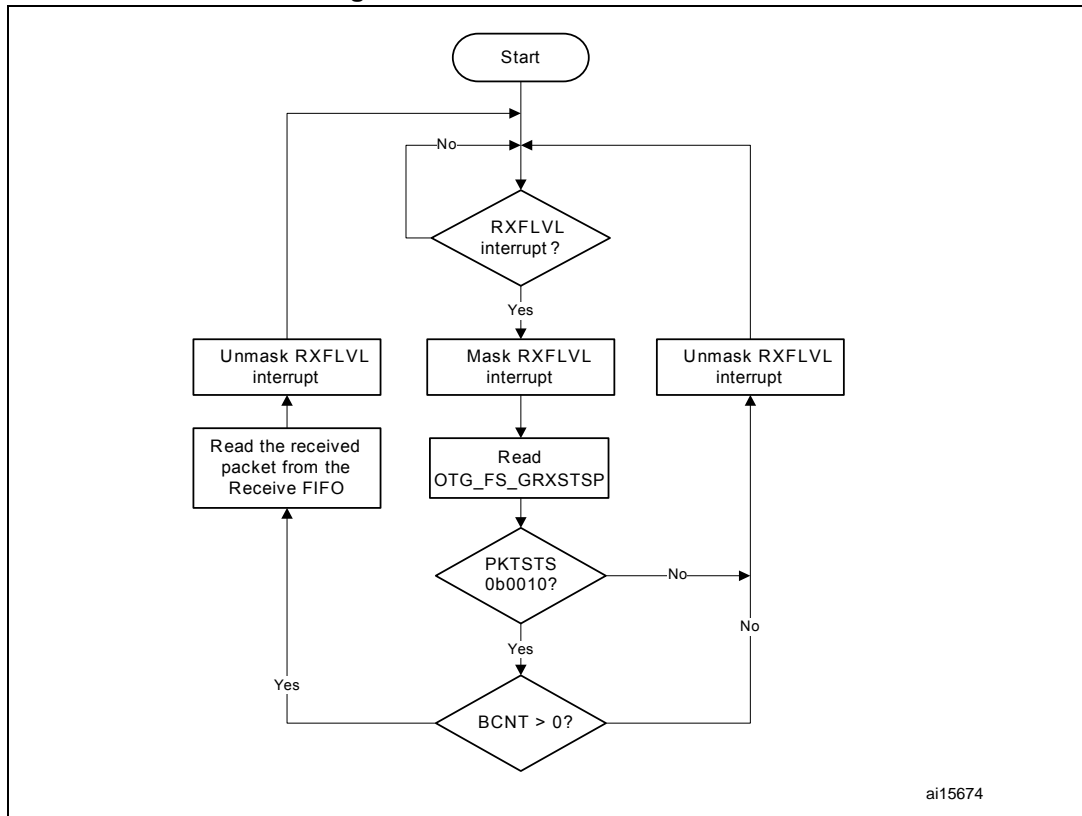 Start
No
RXFLVL
interrupt ?
Yes
Unmask RXFLVL
interrupt
Mask RXFLVL
interrupt
Unmask RXFLVL
interrupt
Read the received
packet from the
Receive FIFO
Read
OTG_FS_GRXSTSP
PKTSTS
0b0010?
No
No
Yes
Yes
BCNT > 0?
ai15674